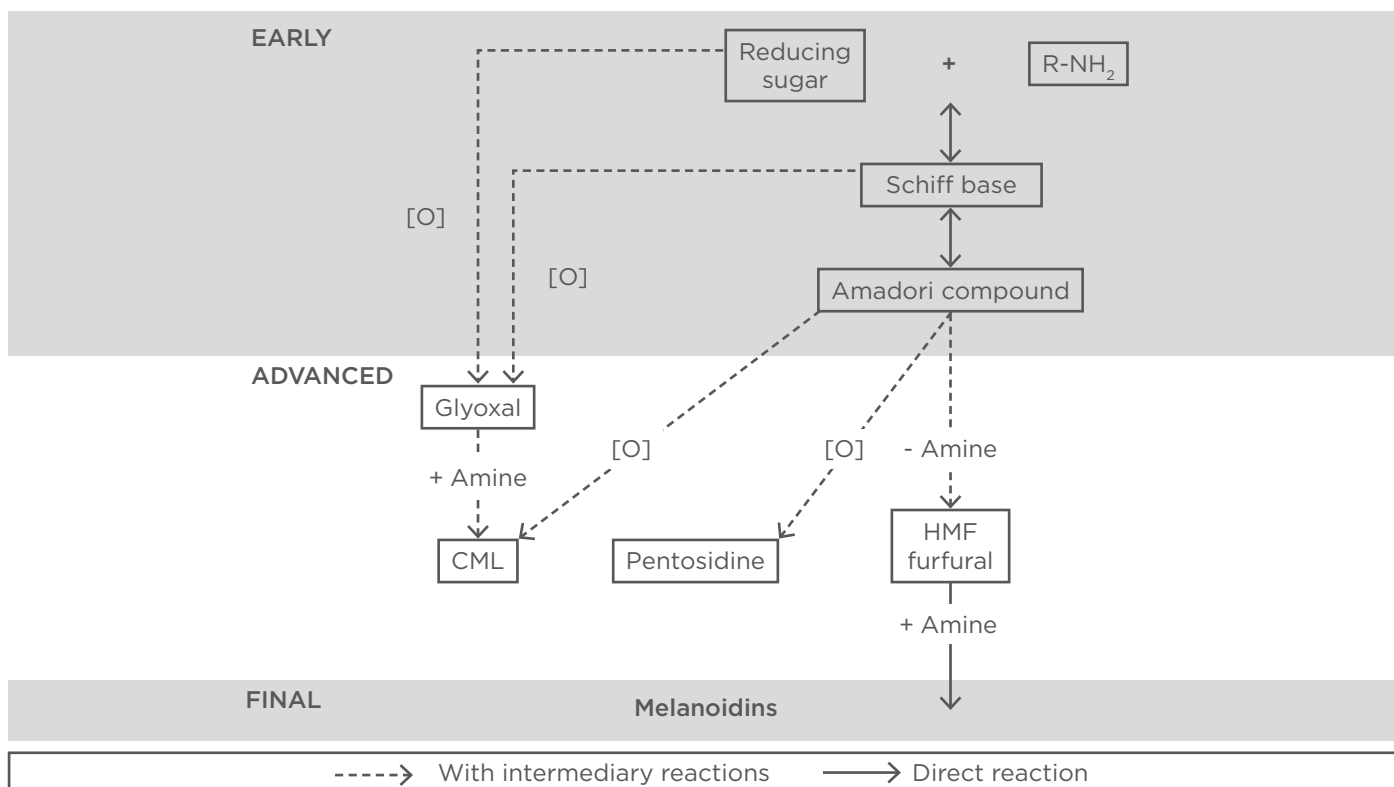 EARLY
Reducing
sugar
+
R-NH₂
Schiff base
[O]
[O]
Amadori compound
ADVANCED
Glyoxal
[O]
[O]
- Amine
+ Amine
HMF
furfural
CML
Pentosidine
+ Amine
FINAL
Melanoidins
With intermediary reactions
Direct reaction